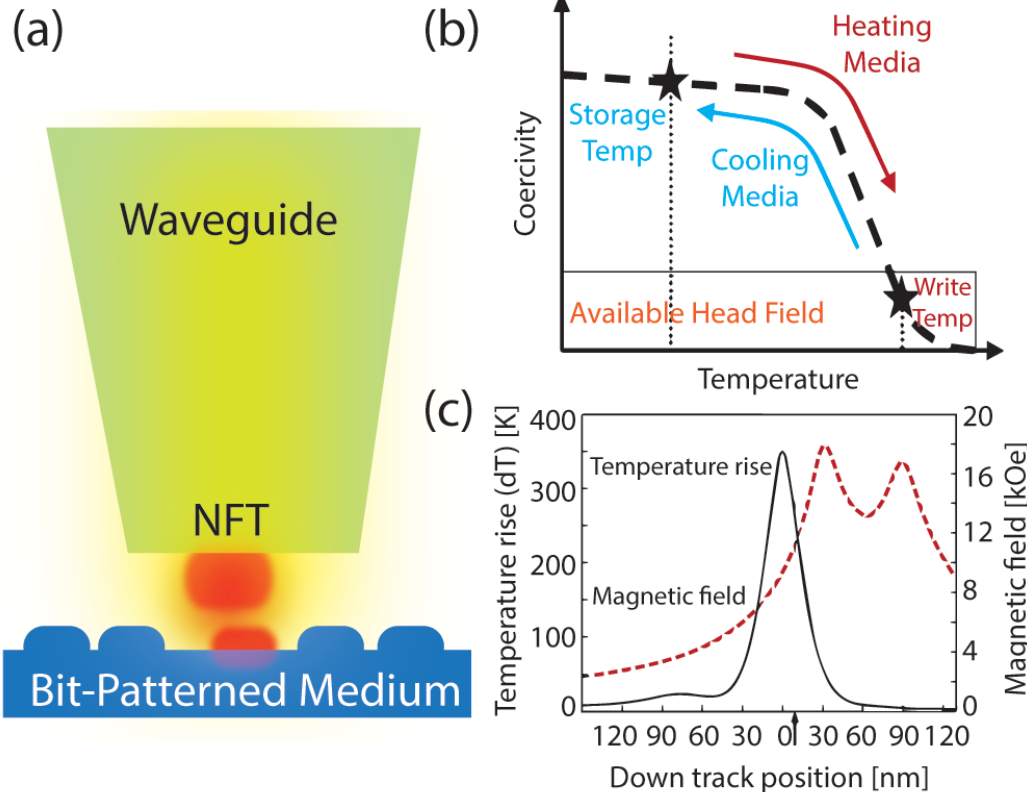 (a)
Waveguide
NFT
Bit-Patterned Medium
(b)
Heating
Media
Storage
Temp
Cooling
Media
Write
Temp
Available Head Field
Coercivity
Temperature
(c)
Temperature rise (dT) [K]
400
300
200
100
0
Temperature rise
Magnetic field
20
16
12
8
4
0
Magnetic field [kOe]
120 90 60 30 0 30 60 90 120
Down track position [nm]